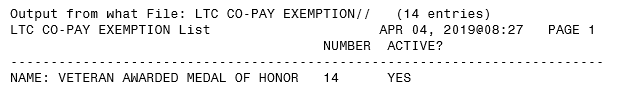 Output from what File: LTC CO-PAY EXEMPTION// (14 entries)
LTC CO-PAY EXEMPTION List APR 04, 2019@08:27 PAGE 1
NUMBER ACTIVE?
--------------------------------------------------------------------------
NAME: VETERAN AWARDED MEDAL OF HONOR 14 YES